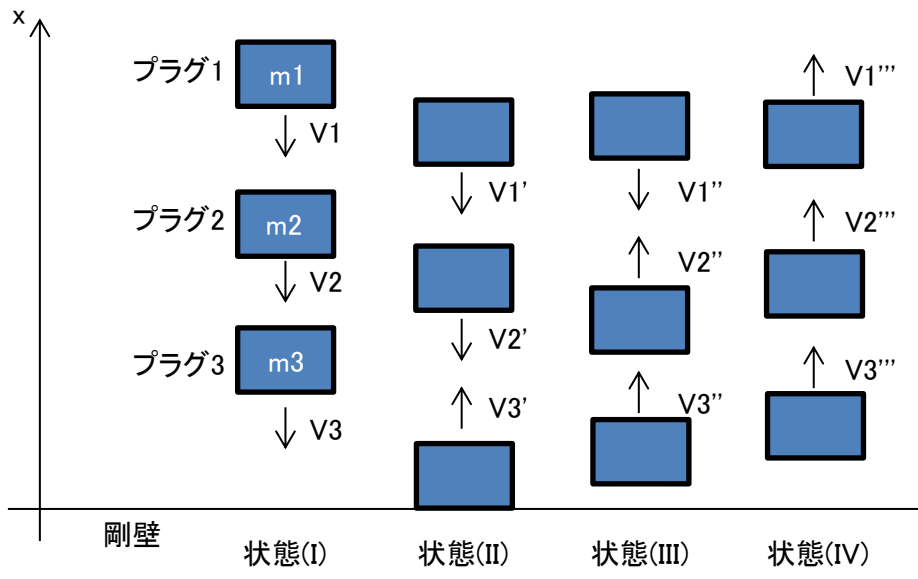 x
プラグ1
m1
V1
V1'
V1''
V1'''
プラグ2
m2
V2
V2'
V2''
V2'''
プラグ3
m3
V3
V3'
V3''
V3'''
剛壁
状態(I)
状態(II)
状態(III)
状態(IV)